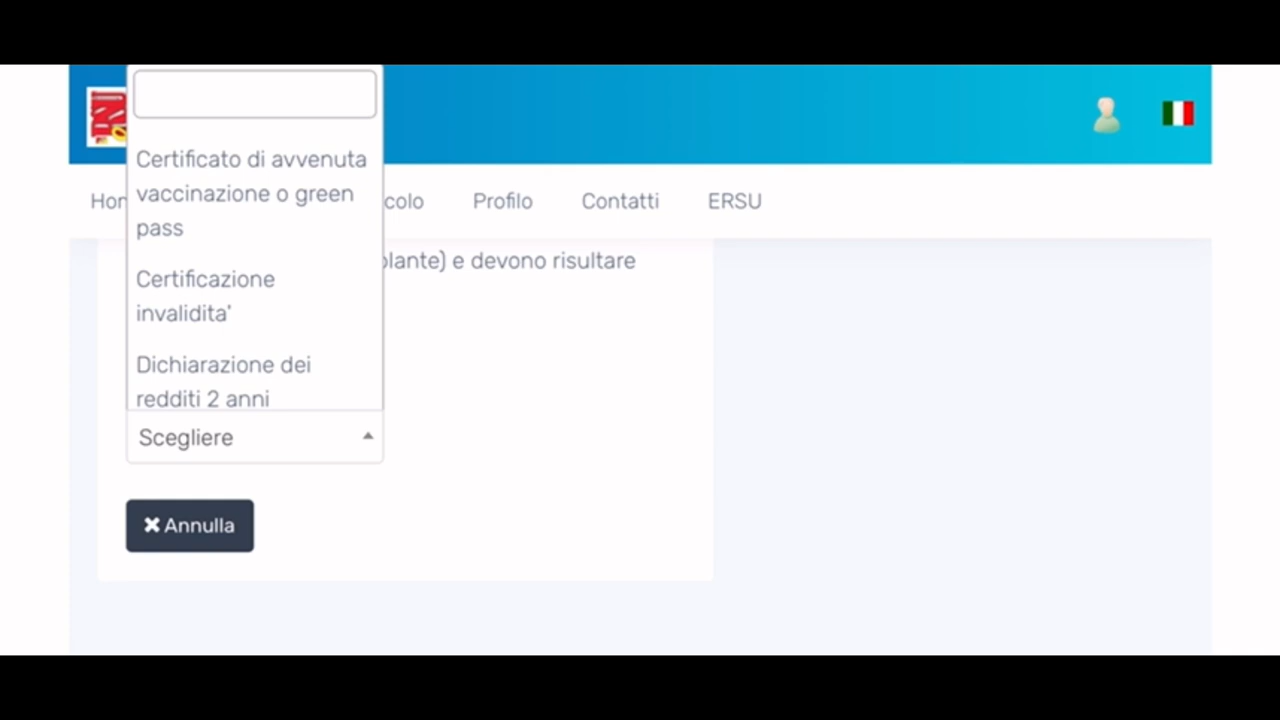 Certificato di avvenuta
vaccinazione o green
pass
Certificazione
invalidita'
Dichiarazione dei
redditi 2 anni
Scegliere
Profilo
Contatti
ERSU
e devono risultare
Annulla